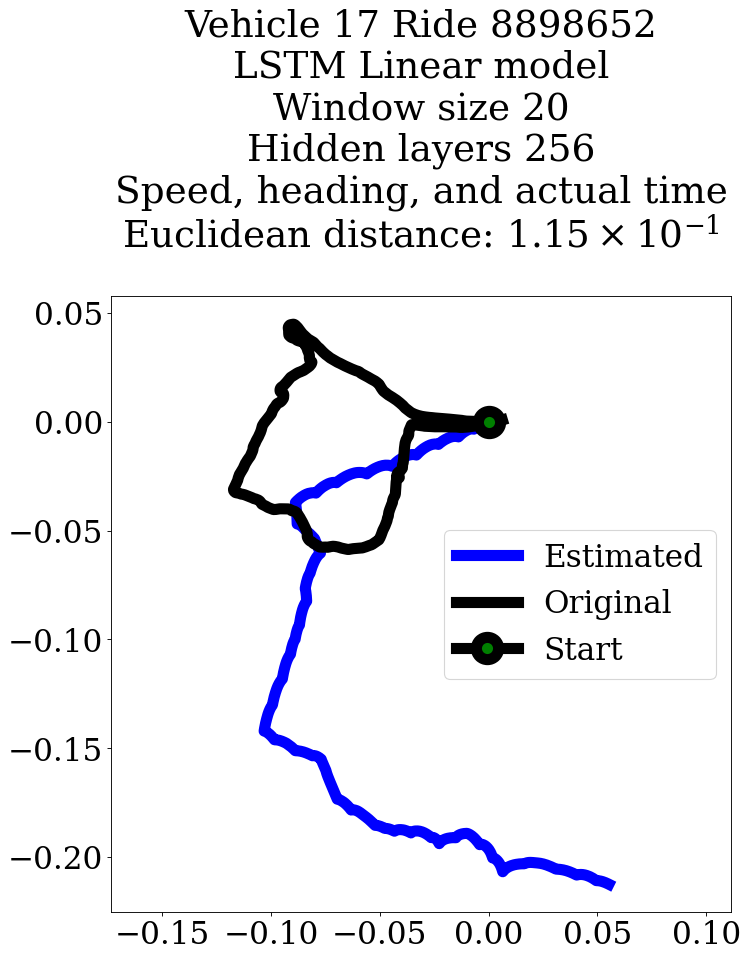 Vehicle 17 Ride 8898652
LSTM Linear model
Window size 20
Hidden layers 256
Speed, heading, and actual time
Euclidean distance: 1.15 × 10⁻¹
0.05
0.00
−0.05
−0.10
−0.15
−0.20
Estimated
Original
Start
−0.15 −0.10 −0.05 0.00 0.05 0.10